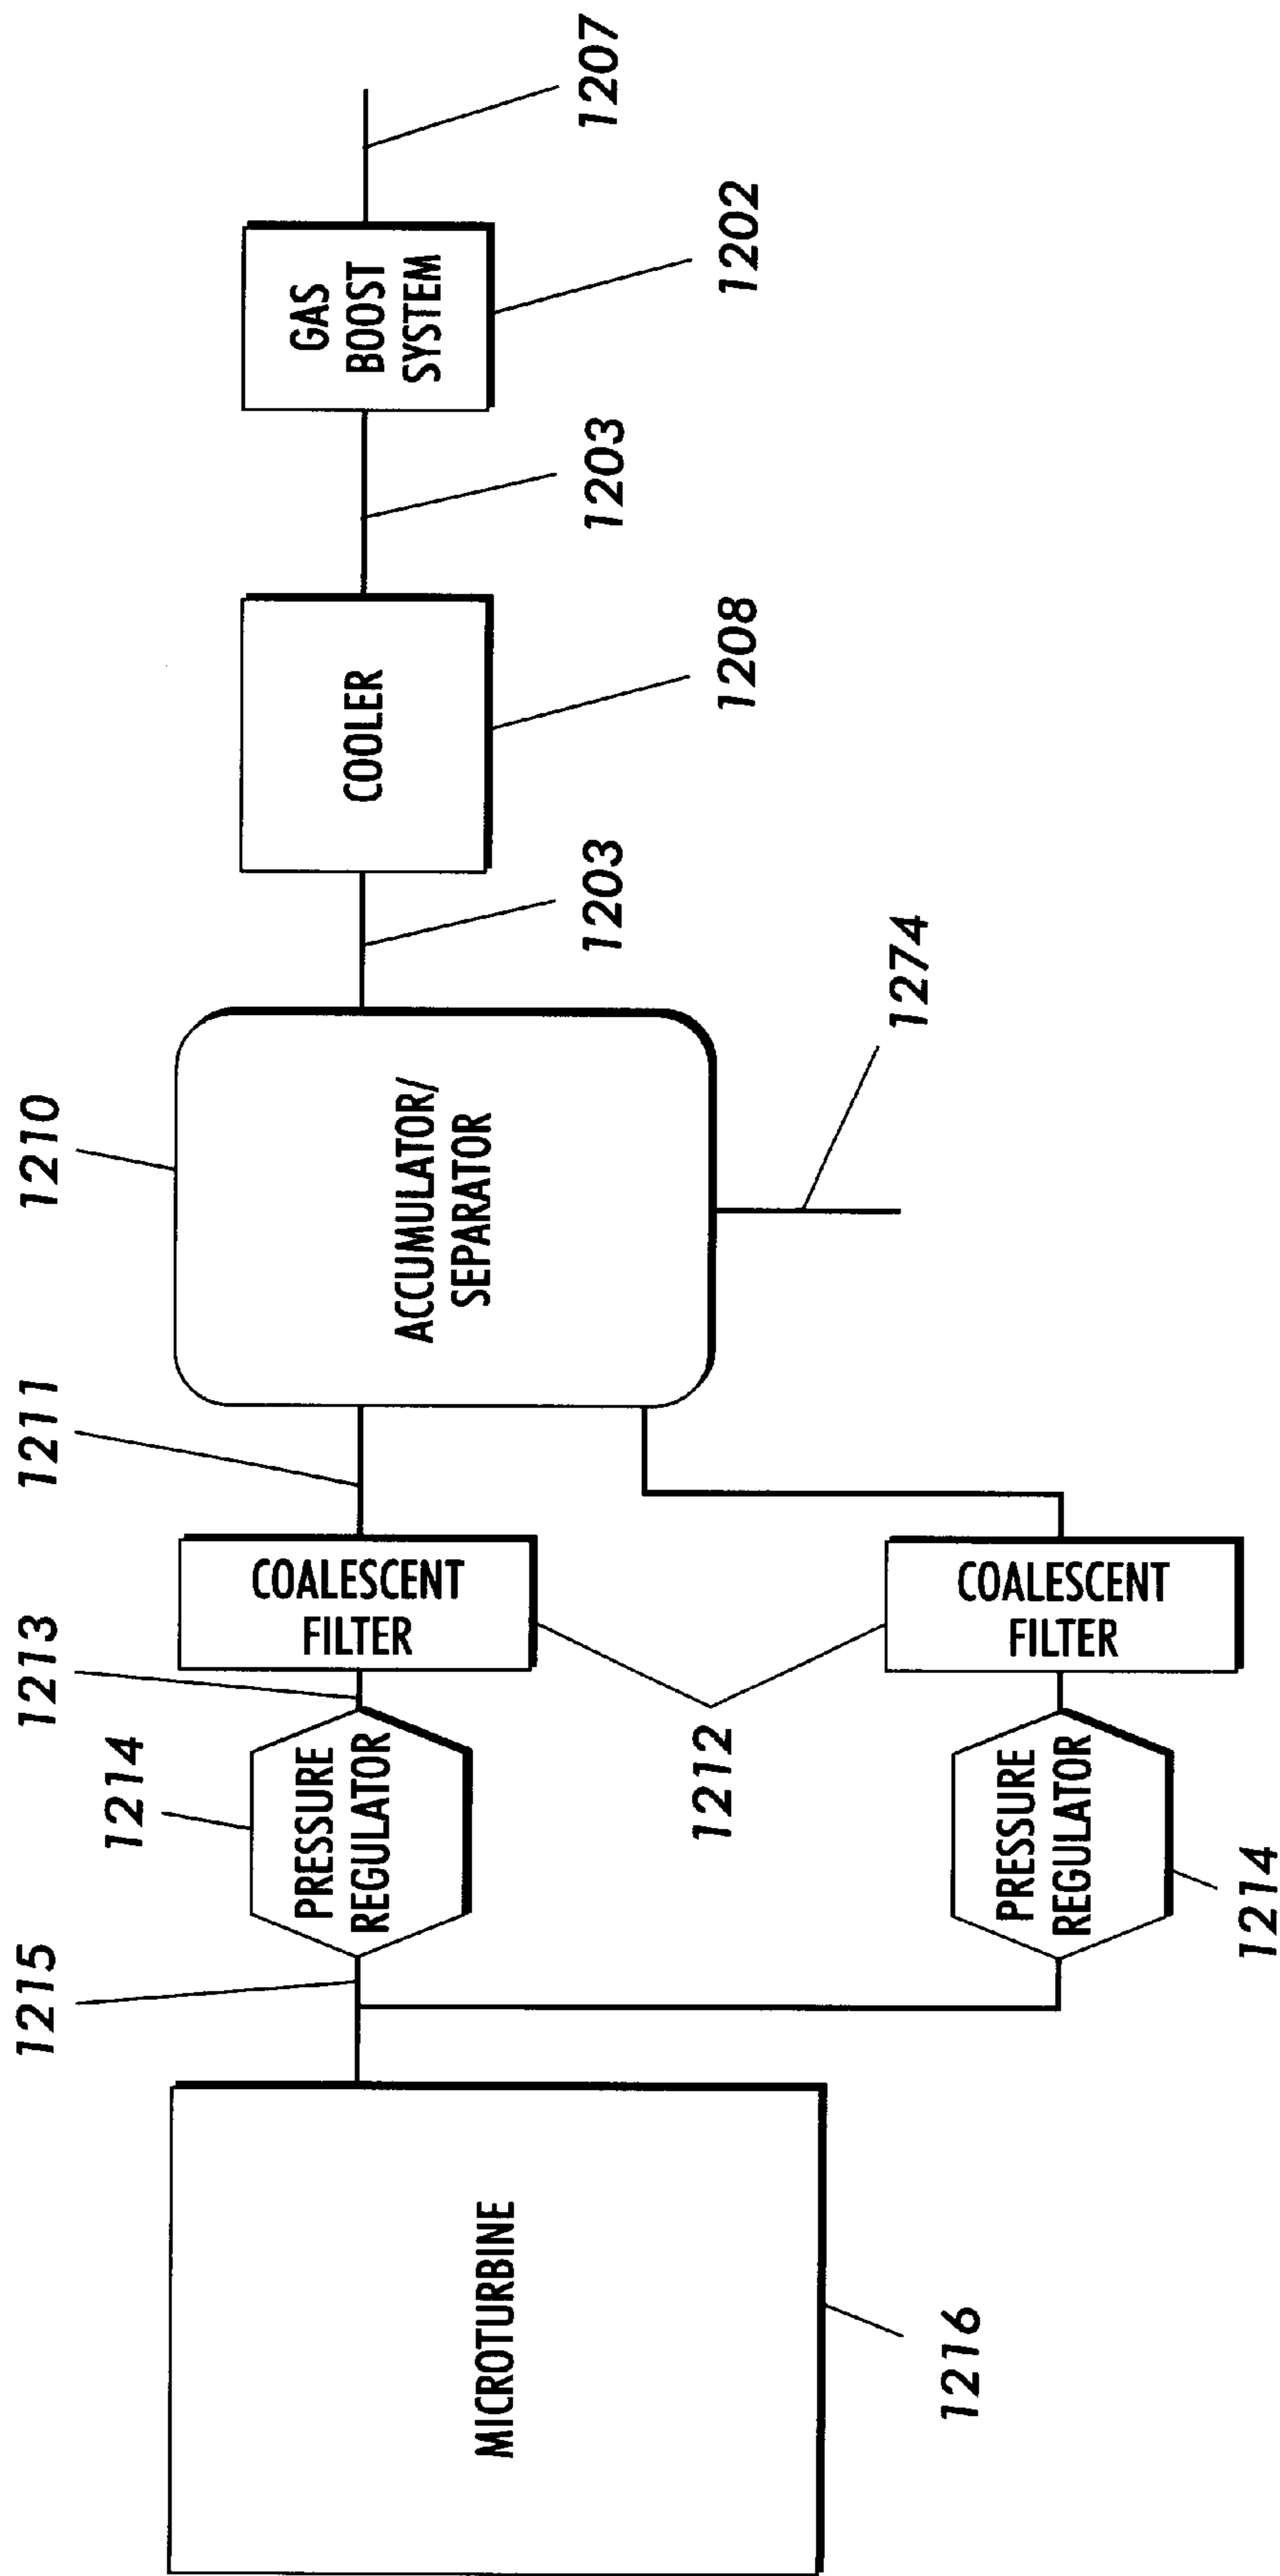 1207
GAS
BOOST
SYSTEM
1202
1203
COOLER
1208
1203
1274
1210
ACCUMULATOR/
SEPARATOR
1211
COALESCENT
FILTER
1213
1212
COALESCENT
FILTER
1214
PRESSURE
REGULATOR
PRESSURE
REGULATOR
1214
1215
MICROTURBINE
1216